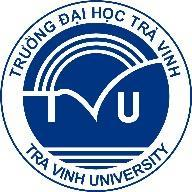 TRƯỜNG ĐẠI HỌC TRÀ VINH
TVU
TRA VINH UNIVERSITY